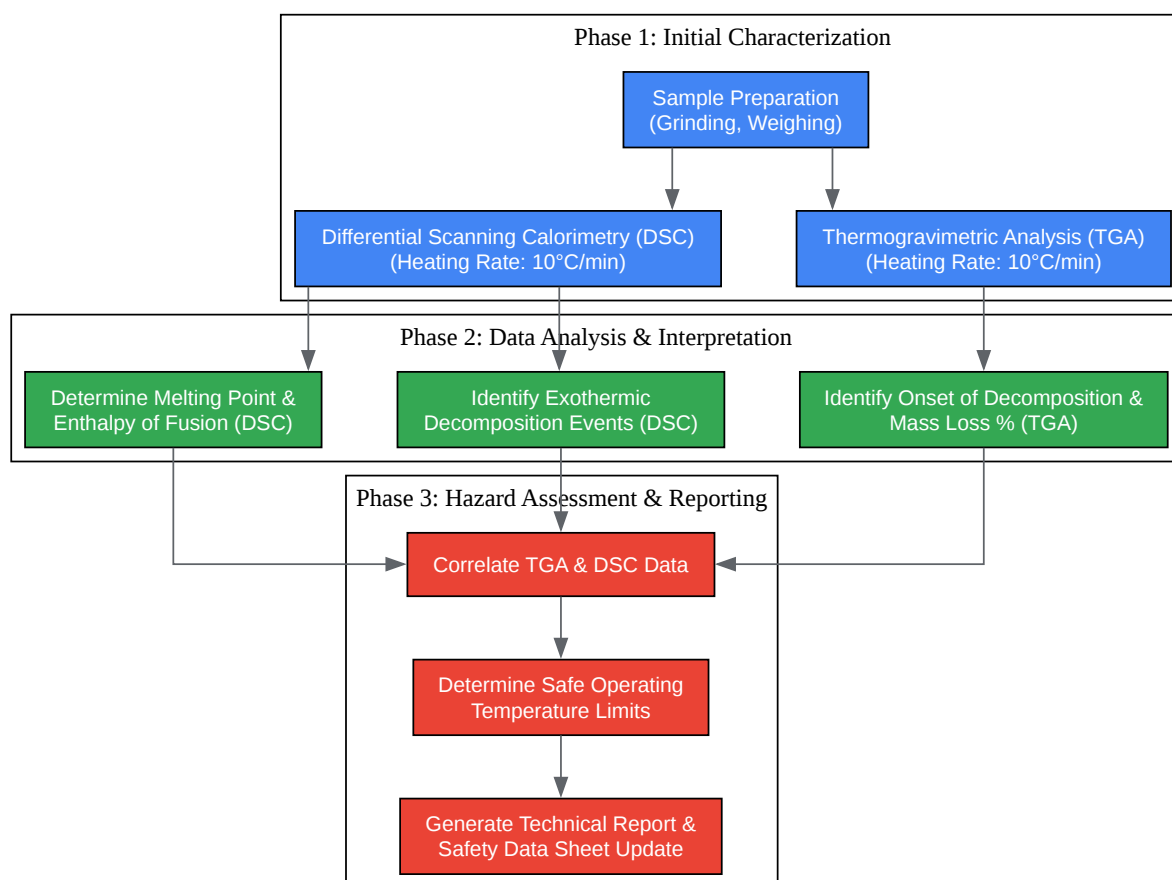 Phase 1: Initial Characterization
Sample Preparation
(Grinding, Weighing)
Differential Scanning Calorimetry (DSC)
(Heating Rate: 10°C/min)
Thermogravimetric Analysis (TGA)
(Heating Rate: 10°C/min)
Phase 2: Data Analysis & Interpretation
Determine Melting Point &
Enthalpy of Fusion (DSC)
Identify Exothermic
Decomposition Events (DSC)
Identify Onset of Decomposition &
Mass Loss % (TGA)
Phase 3: Hazard Assessment & Reporting
Correlate TGA & DSC Data
Determine Safe Operating
Temperature Limits
Generate Technical Report &
Safety Data Sheet Update